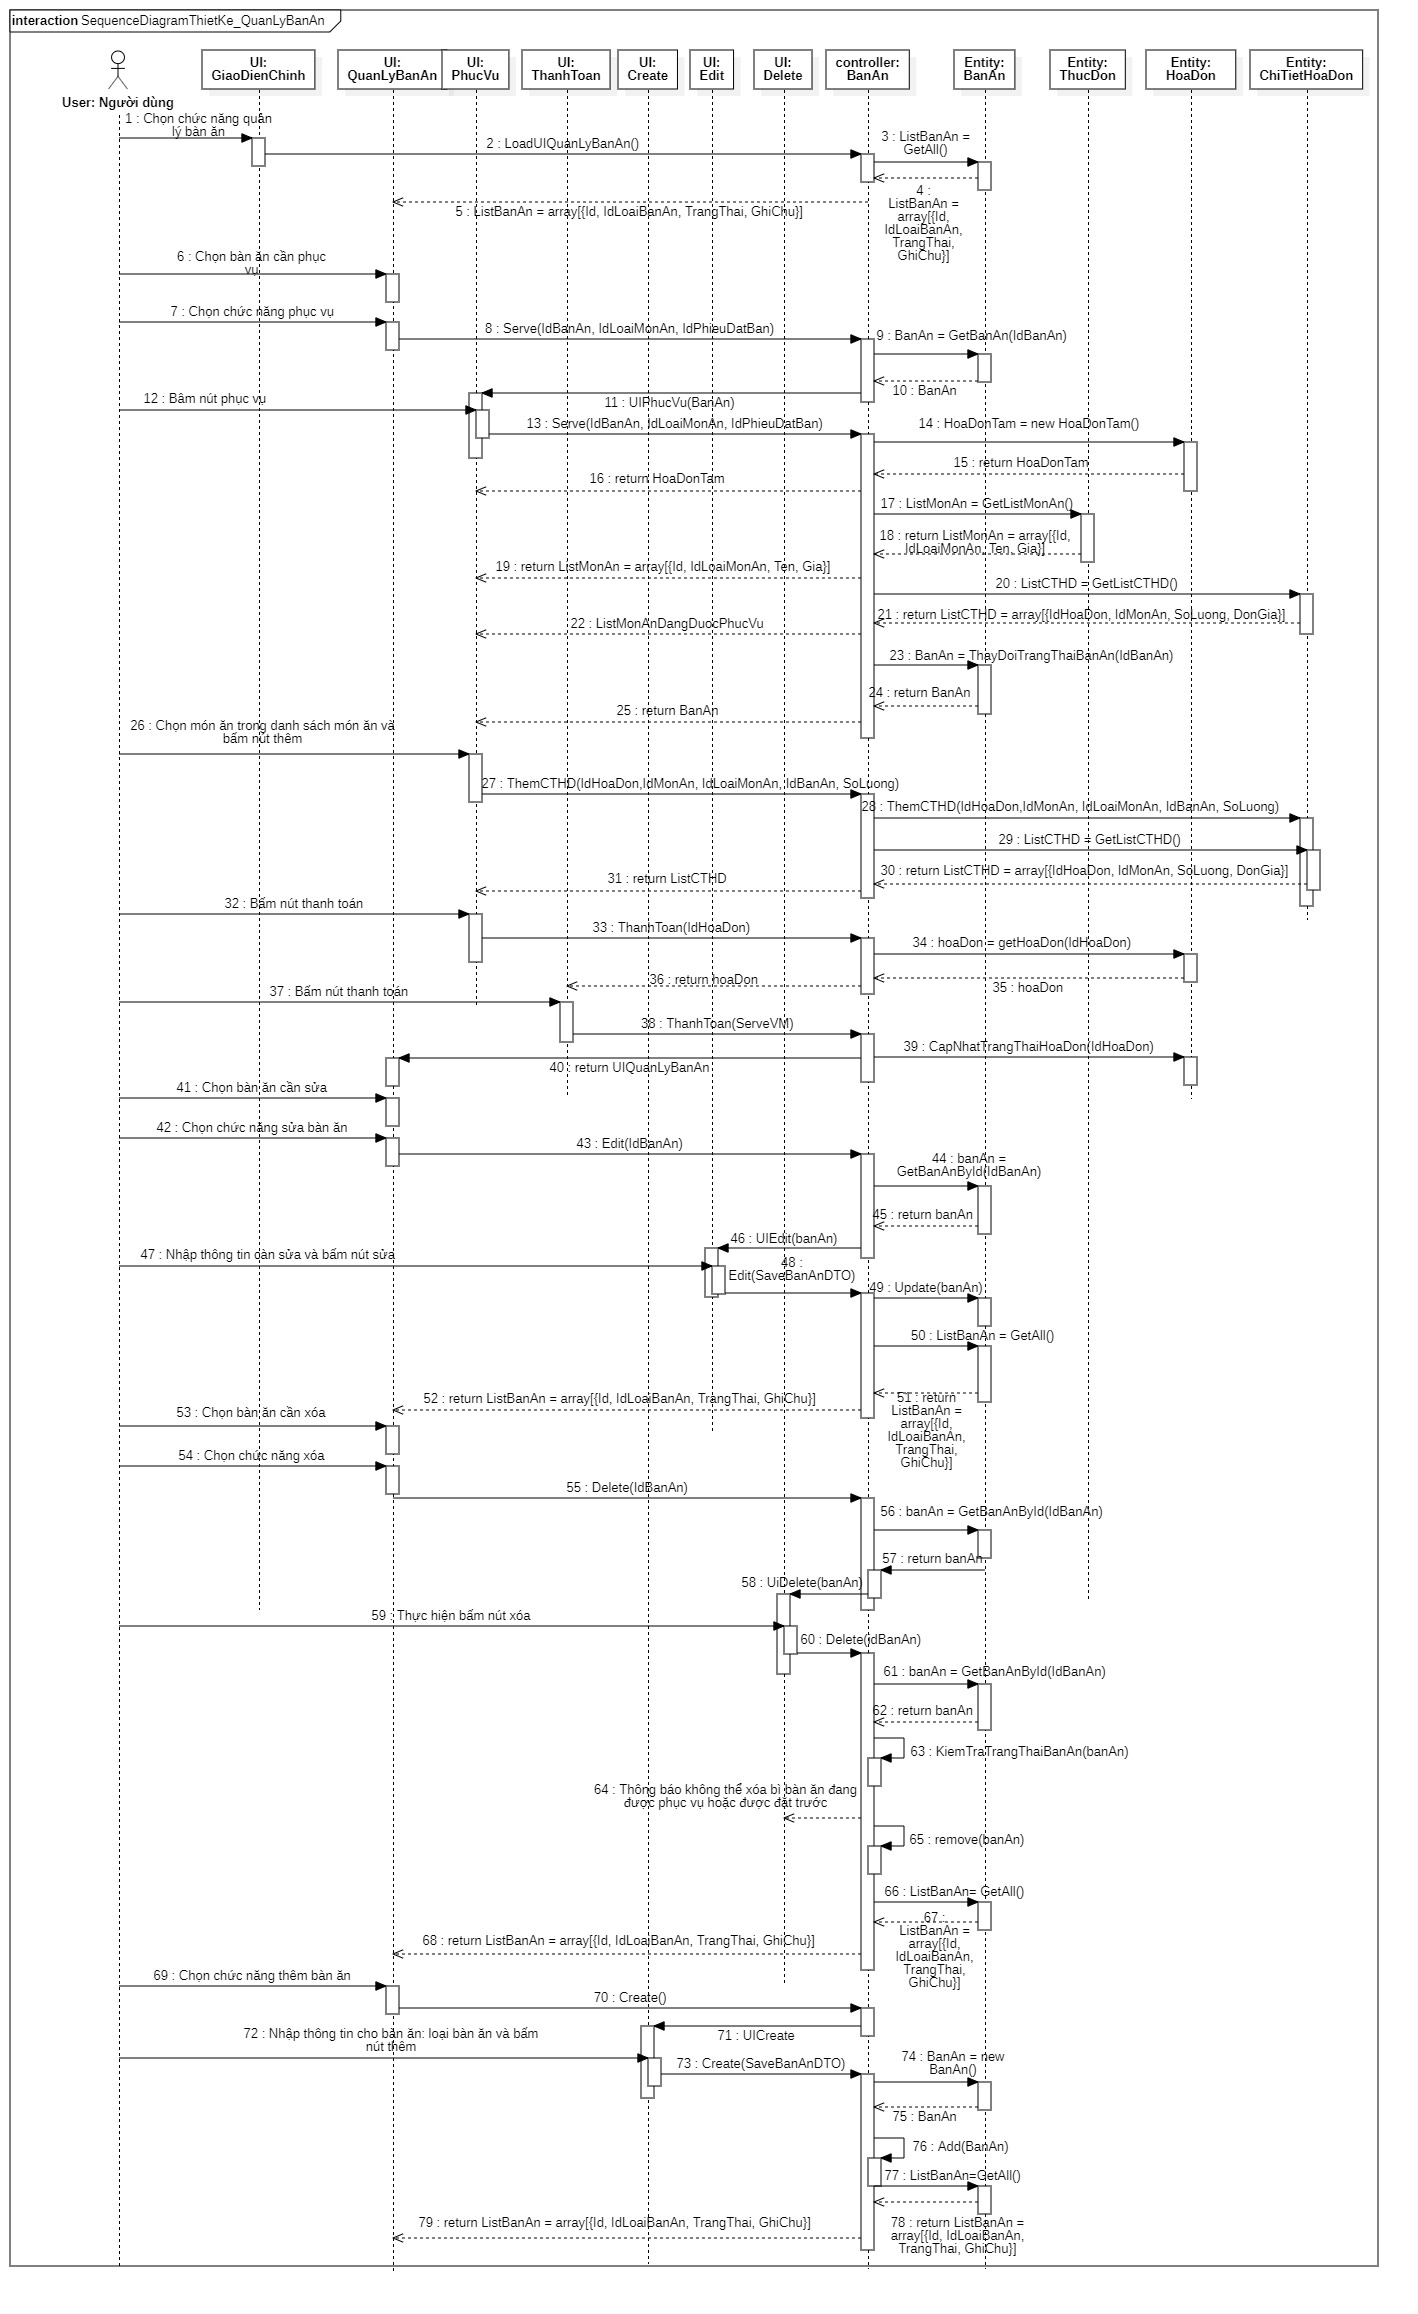 interaction SequenceDiagramThietKe_QuanLyBanAn
User: Người dùng
UI:
GiaoDienChinh
UI:
QuanLyBanAn
UI:
PhucVu
UI:
ThanhToan
UI:
Create
UI:
Edit
UI:
Delete
controller:
BanAn
Entity:
BanAn
Entity:
ThucDon
Entity:
HoaDon
Entity:
ChiTietHoaDon
1 : Chọn chức năng quản
lý bàn ăn
2 : LoadUIQuanLyBanAn()
3 : ListBanAn =
GetAll()
4 :
ListBanAn =
array[{Id,
IdLoaiBanAn,
TrangThai,
GhiChu}]
5 : ListBanAn = array[{Id, IdLoaiBanAn, TrangThai, GhiChu}]
6 : Chọn bàn ăn cần phục
vụ
7 : Chọn chức năng phục vụ
8 : Serve(IdBanAn, IdLoaiMonAn, IdPhieuDatBan)
9 : BanAn = GetBanAn(IdBanAn)
10 : BanAn
11 : UIPhucVu(BanAn)
12 : Bấm nút phục vụ
13 : Serve(IdBanAn, IdLoaiMonAn, IdPhieuDatBan)
14 : HoaDonTam = new HoaDonTam()
15 : return HoaDonTam
16 : return HoaDonTam
17 : ListMonAn = GetListMonAn()
18 : return ListMonAn = array[{Id,
IdLoaiMonAn, Ten, Gia}]
19 : return ListMonAn = array[{Id, IdLoaiMonAn, Ten, Gia}]
20 : ListCTHD = GetListCTHD()
21 : return ListCTHD = array[{IdHoaDon, IdMonAn, SoLuong, DonGia}]
22 : ListMonAnDangDuocPhucVu
23 : BanAn = ThayDoiTrangThaiBanAn(IdBanAn)
24 : return BanAn
25 : return BanAn
26 : Chọn món ăn trong danh sách món ăn và
bấm nút thêm
27 : ThemCTHD(IdHoaDon,IdMonAn, IdLoaiMonAn, IdBanAn, SoLuong)
28 : ThemCTHD(IdHoaDon,IdMonAn, IdLoaiMonAn, IdBanAn, SoLuong)
29 : ListCTHD = GetListCTHD()
30 : return ListCTHD = array[{IdHoaDon, IdMonAn, SoLuong, DonGia}]
31 : return ListCTHD
32 : Bấm nút thanh toán
33 : ThanhToan(IdHoaDon)
34 : hoaDon = getHoaDon(IdHoaDon)
35 : hoaDon
36 : return hoaDon
37 : Bấm nút thanh toán
38 : ThanhToan(ServeVM)
39 : CapNhatTrangThaiHoaDon(IdHoaDon)
40 : return UIQuanLyBanAn
41 : Chọn bàn ăn cần sửa
42 : Chọn chức năng sửa bàn ăn
43 : Edit(IdBanAn)
44 : banAn =
GetBanAnById(IdBanAn)
45 : return banAn
46 : UIEdit(banAn)
47 : Nhập thông tin cần sửa và bấm nút sửa
48 :
Edit(SaveBanAnDTO)
49 : Update(banAn)
50 : ListBanAn = GetAll()
51 : return
ListBanAn =
array[{Id,
IdLoaiBanAn,
TrangThai,
GhiChu}]
52 : return ListBanAn = array[{Id, IdLoaiBanAn, TrangThai, GhiChu}]
53 : Chọn bàn ăn cần xóa
54 : Chọn chức năng xóa
55 : Delete(IdBanAn)
56 : banAn = GetBanAnById(IdBanAn)
57 : return banAn
58 : UiDelete(banAn)
59 : Thực hiện bấm nút xóa
60 : Delete(idBanAn)
61 : banAn = GetBanAnById(IdBanAn)
62 : return banAn
63 : KiemTraTrangThaiBanAn(banAn)
64 : Thông báo không thể xóa bì bàn ăn đang
được phục vụ hoặc được đặt trước
65 : remove(banAn)
66 : ListBanAn= GetAll()
67 :
ListBanAn =
array[{Id,
IdLoaiBanAn,
TrangThai,
GhiChu}]
68 : return ListBanAn = array[{Id, IdLoaiBanAn, TrangThai, GhiChu}]
69 : Chọn chức năng thêm bàn ăn
70 : Create()
71 : UICreate
72 : Nhập thông tin cho bàn ăn: loại bàn ăn và bấm
nút thêm
73 : Create(SaveBanAnDTO)
74 : BanAn = new
BanAn()
75 : BanAn
76 : Add(BanAn)
77 : ListBanAn=GetAll()
78 : return ListBanAn =
array[{Id, IdLoaiBanAn,
TrangThai, GhiChu}]
79 : return ListBanAn = array[{Id, IdLoaiBanAn, TrangThai, GhiChu}]